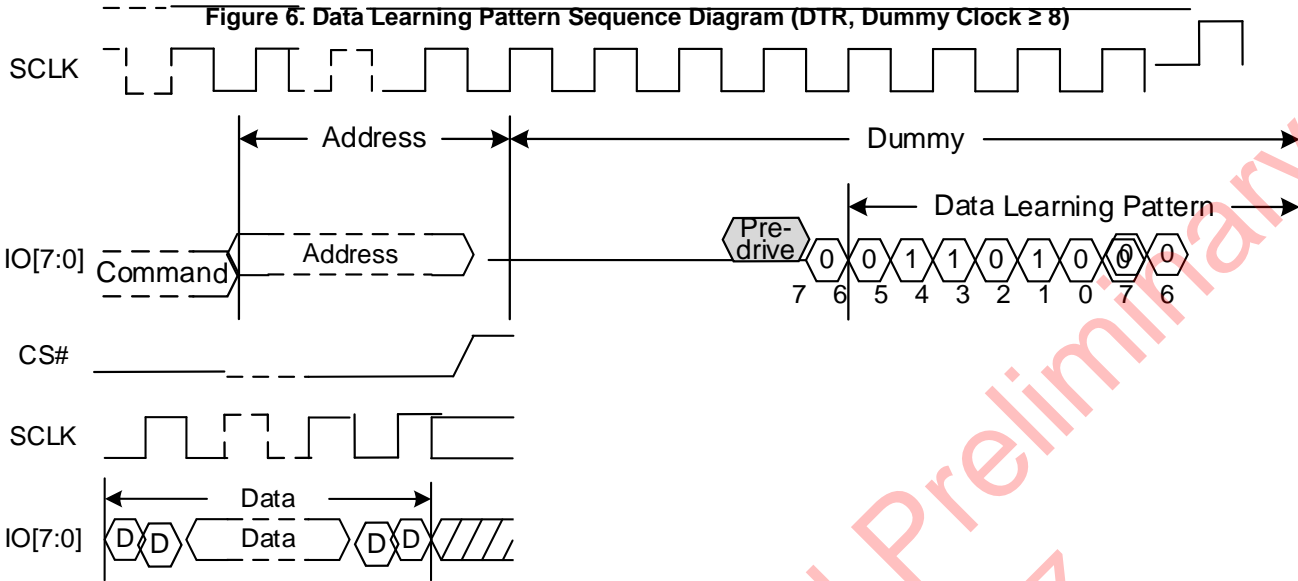 Figure 6. Data Learning Pattern Sequence Diagram (DTR, Dummy Clock ≥ 8)
SCLK
Address Dummy
Data Learning Pattern
IO[7:0] Command Address Pre-drive 0 0 1 1 0 1 0 0 0
7 6 5 4 3 2 1 0 7 6
CS#
SCLK
Data
IO[7:0] D D Data D D
Preliminary